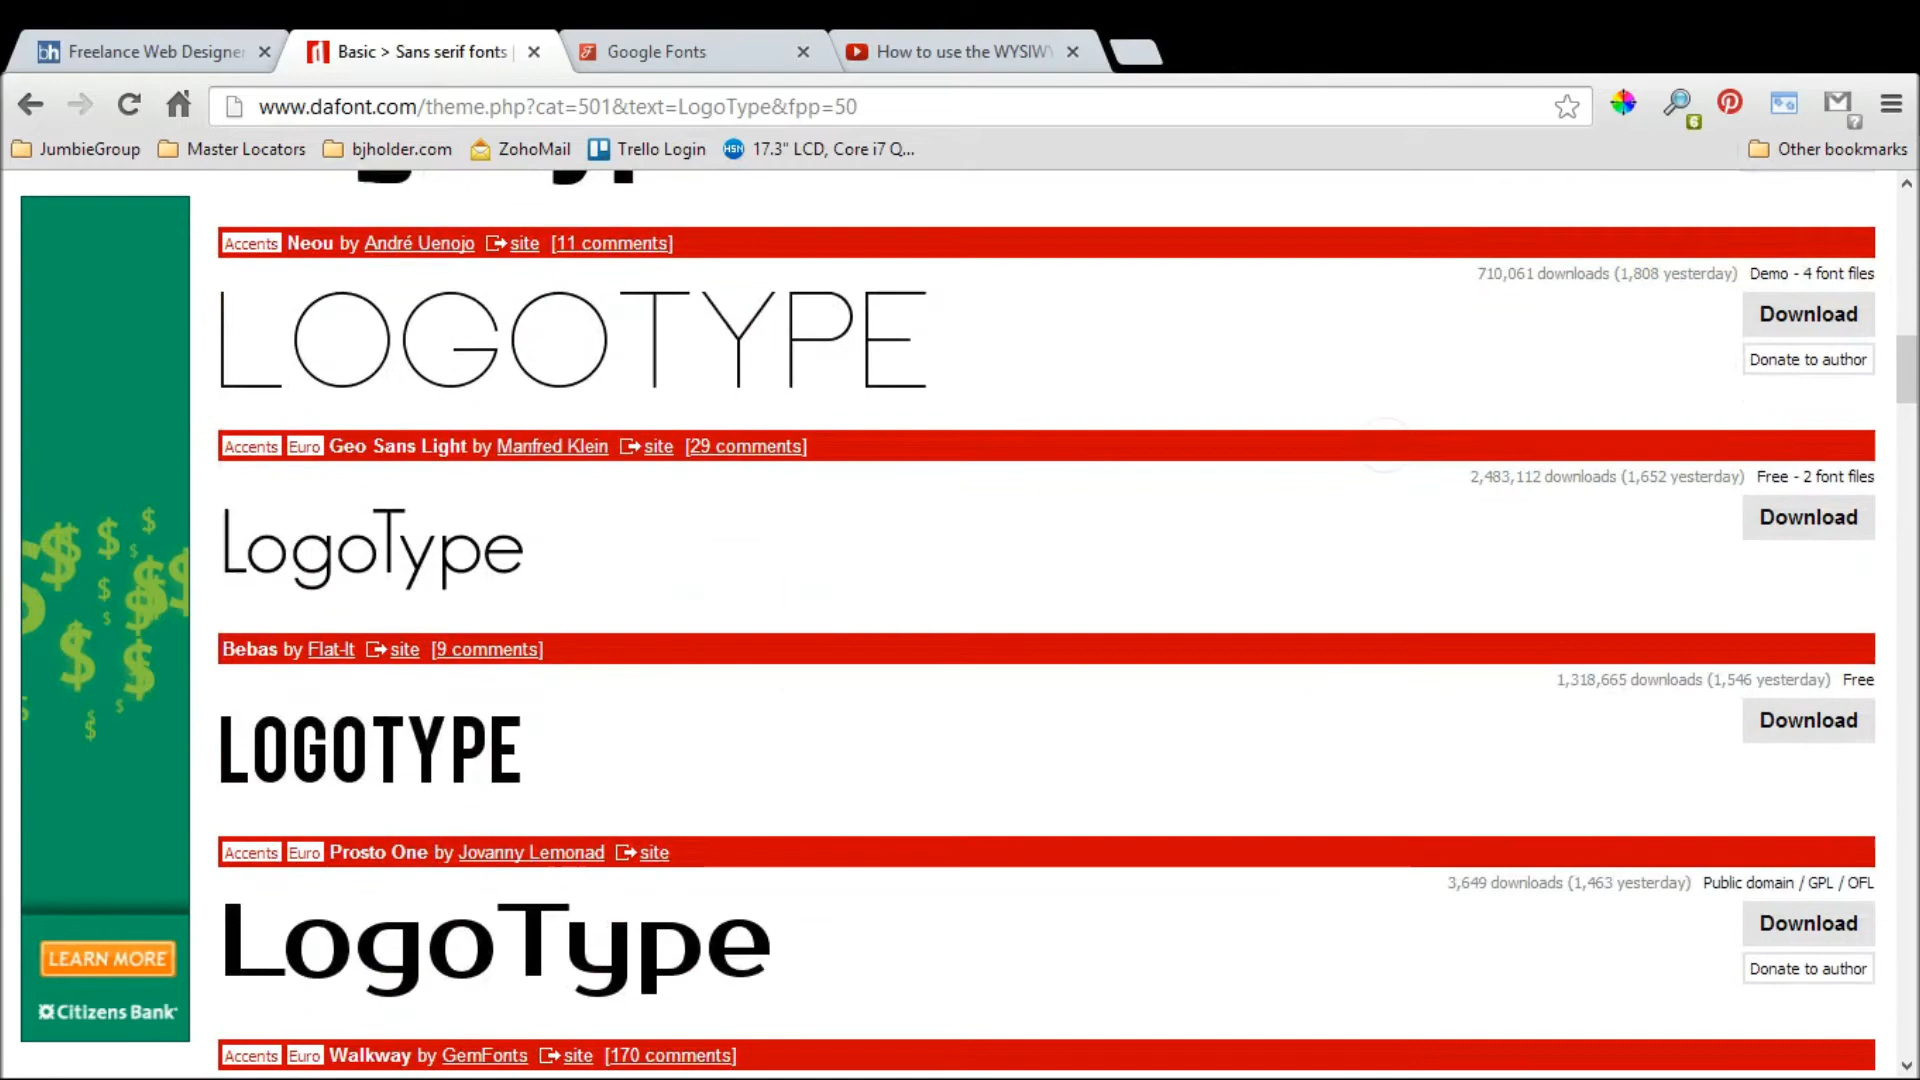 bh Freelance Web Designer
Basic > Sans serif fonts |
Google Fonts
How to use the WYSIWY
www.dafont.com/theme.php?cat=501&text=LogoType&fpp=50
6
?
JumbieGroup
Master Locators
bjholder.com
ZohoMail
Trello Login
HSN 17.3" LCD, Core i7 Q...
Other bookmarks
Accents Neou by André Uenojo site [11 comments]
710,061 downloads (1,808 yesterday) Demo - 4 font files
LOGOTYPE
Download
Donate to author
Accents Euro Geo Sans Light by Manfred Klein site [29 comments]
2,483,112 downloads (1,652 yesterday) Free - 2 font files
LogoType
Download
Bebas by Flat-It site [9 comments]
1,318,665 downloads (1,546 yesterday) Free
LOGOTYPE
Download
Accents Euro Prosto One by Jovanny Lemonad site
3,649 downloads (1,463 yesterday) Public domain / GPL / OFL
LogoType
Download
Donate to author
LEARN MORE
Citizens Bank
Accents Euro Walkway by GemFonts site [170 comments]